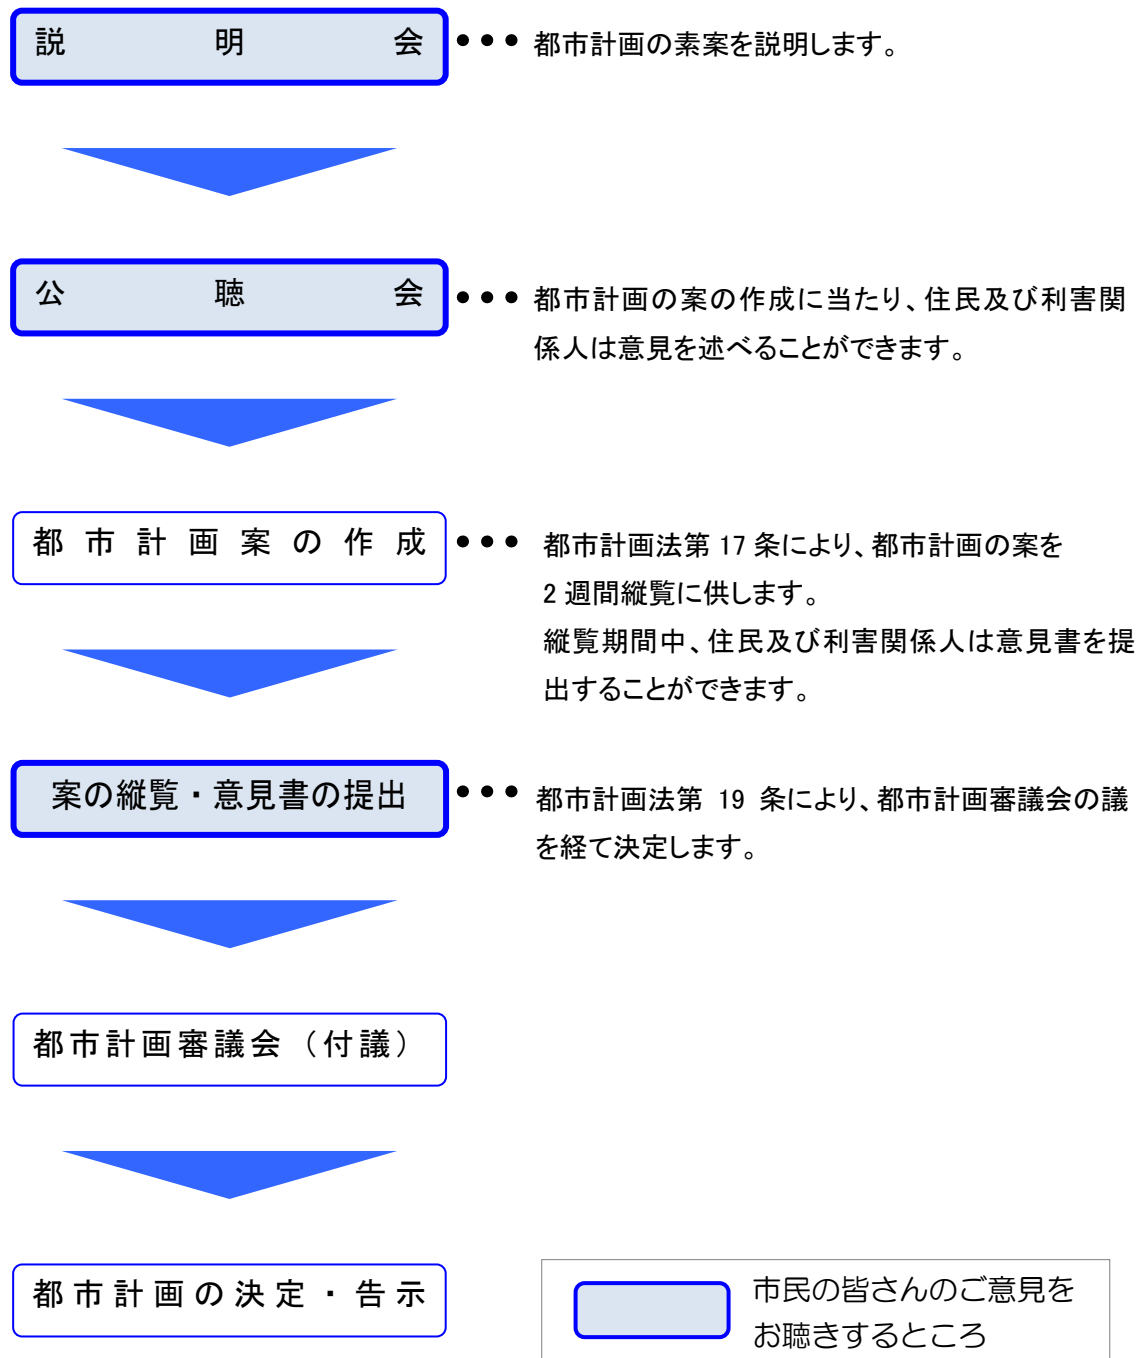 説明会
●●● 都市計画の素案を説明します。
公聴会
●●● 都市計画の案の作成に当たり、住民及び利害関
係人は意見を述べることができます。
都市計画案の作成
●●● 都市計画法第 17 条により、都市計画の案を
2 週間縦覧に供します。
縦覧期間中、住民及び利害関係人は意見書を提
出することができます。
案の縦覧・意見書の提出
●●● 都市計画法第 19 条により、都市計画審議会の議
を経て決定します。
都市計画審議会（付議）
都市計画の決定・告示
市民の皆さんのご意見を
お聴きするところ